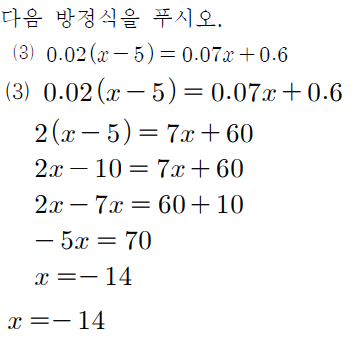 다음 방정식을 푸시오.
⑶ 0.02(x − 5) = 0.07x + 0.6
⑶ 0.02(x − 5) = 0.07x + 0.6
2(x − 5) = 7x + 60
2x − 10 = 7x + 60
2x − 7x = 60 + 10
− 5x = 70
x = − 14
x = − 14